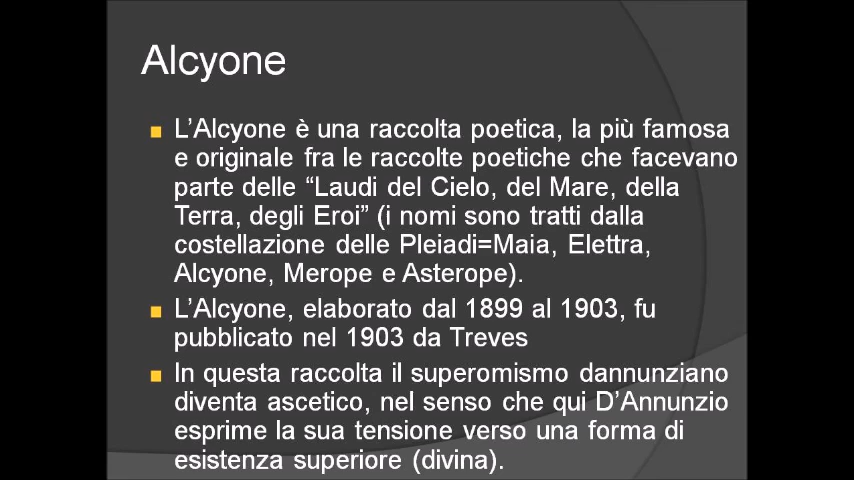 Alcyone
L’Alcyone è una raccolta poetica, la più famosa
e originale fra le raccolte poetiche che facevano
parte delle “Laudi del Cielo, del Mare, della
Terra, degli Eroi” (i nomi sono tratti dalla
costellazione delle Pleiadi=Maia, Elettra,
Alcyone, Merope e Asterope).
L’Alcyone, elaborato dal 1899 al 1903, fu
pubblicato nel 1903 da Treves
In questa raccolta il superomismo dannunziano
diventa ascetico, nel senso che qui D’Annunzio
esprime la sua tensione verso una forma di
esistenza superiore (divina).